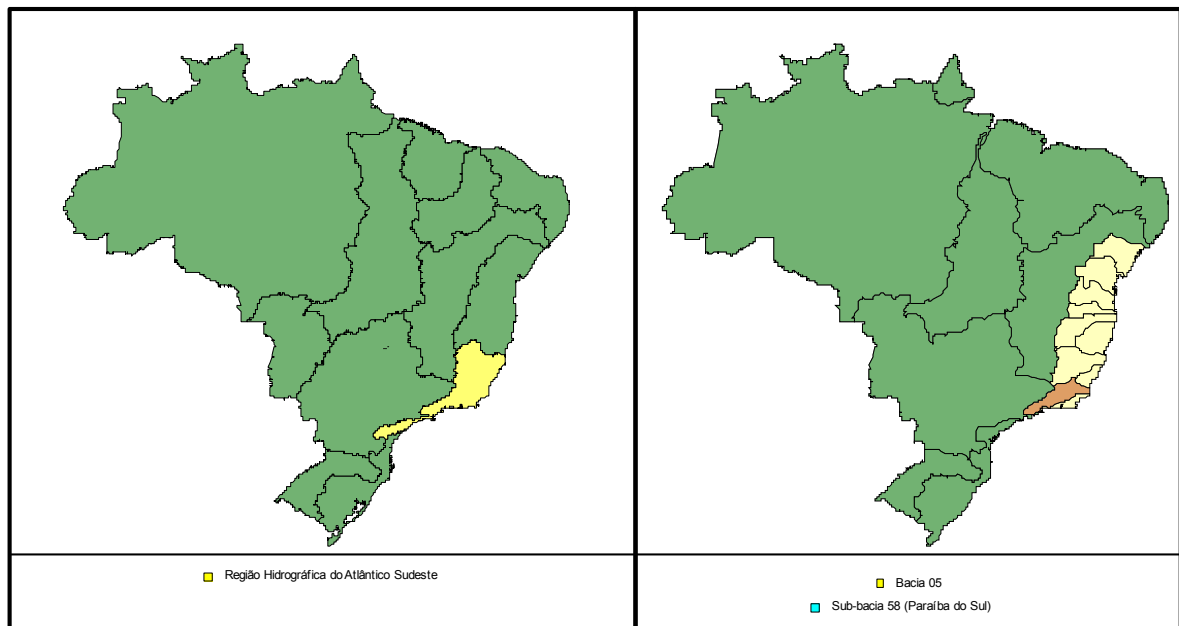 Região Hidrográfica do Atlântico Sudeste
Bacia 05
Sub-bacia 58 (Paraíba do Sul)